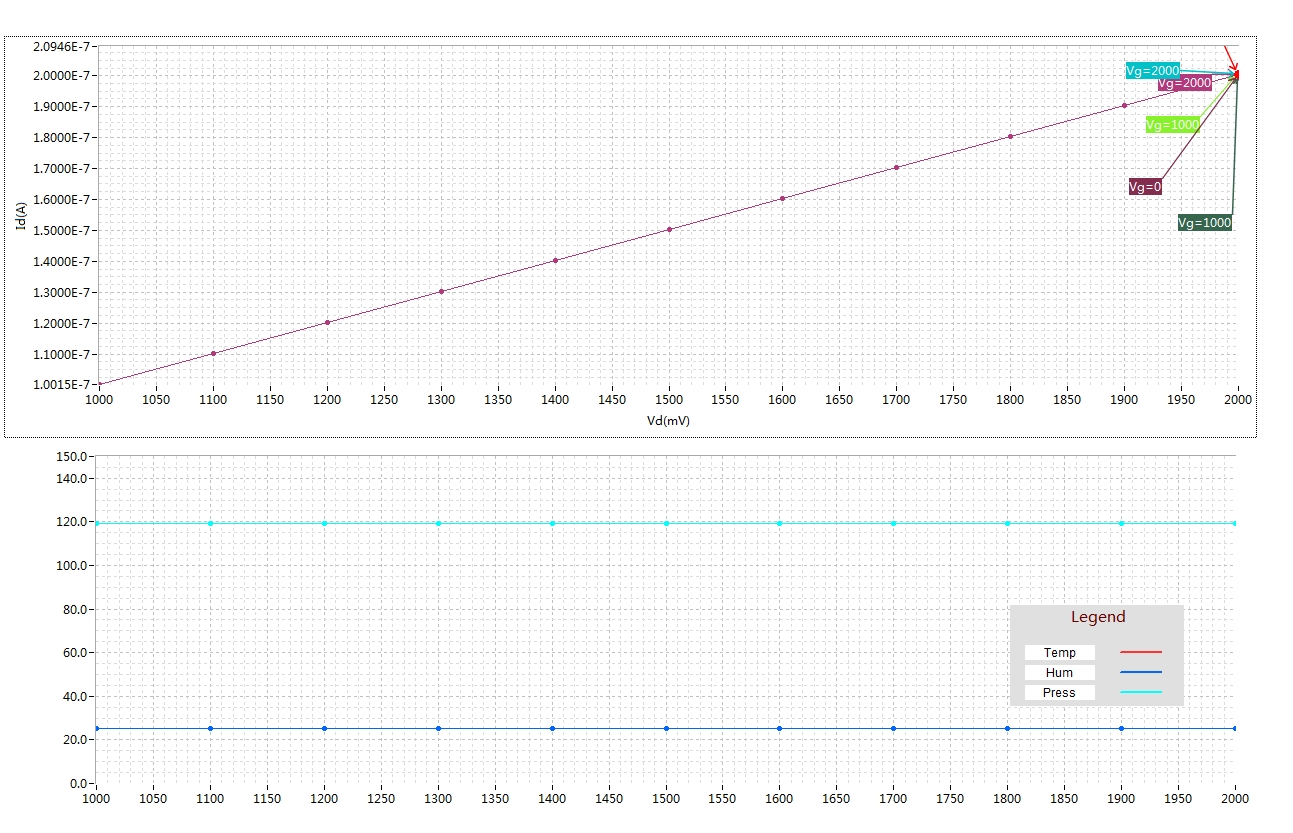 2.0946E-7
2.0000E-7
1.9000E-7
1.8000E-7
1.7000E-7
1.6000E-7
1.5000E-7
1.4000E-7
1.3000E-7
1.2000E-7
1.1000E-7
1.0015E-7
Id(A)
Vg=2000
Vg=2000
Vg=1000
Vg=0
Vg=1000
1000 1050 1100 1150 1200 1250 1300 1350 1400 1450 1500 1550 1600 1650 1700 1750 1800 1850 1900 1950 2000
Vd(mV)
150.0
140.0
120.0
100.0
80.0
60.0
40.0
20.0
0.0
Legend
Temp
Hum
Press
1000 1050 1100 1150 1200 1250 1300 1350 1400 1450 1500 1550 1600 1650 1700 1750 1800 1850 1900 1950 2000